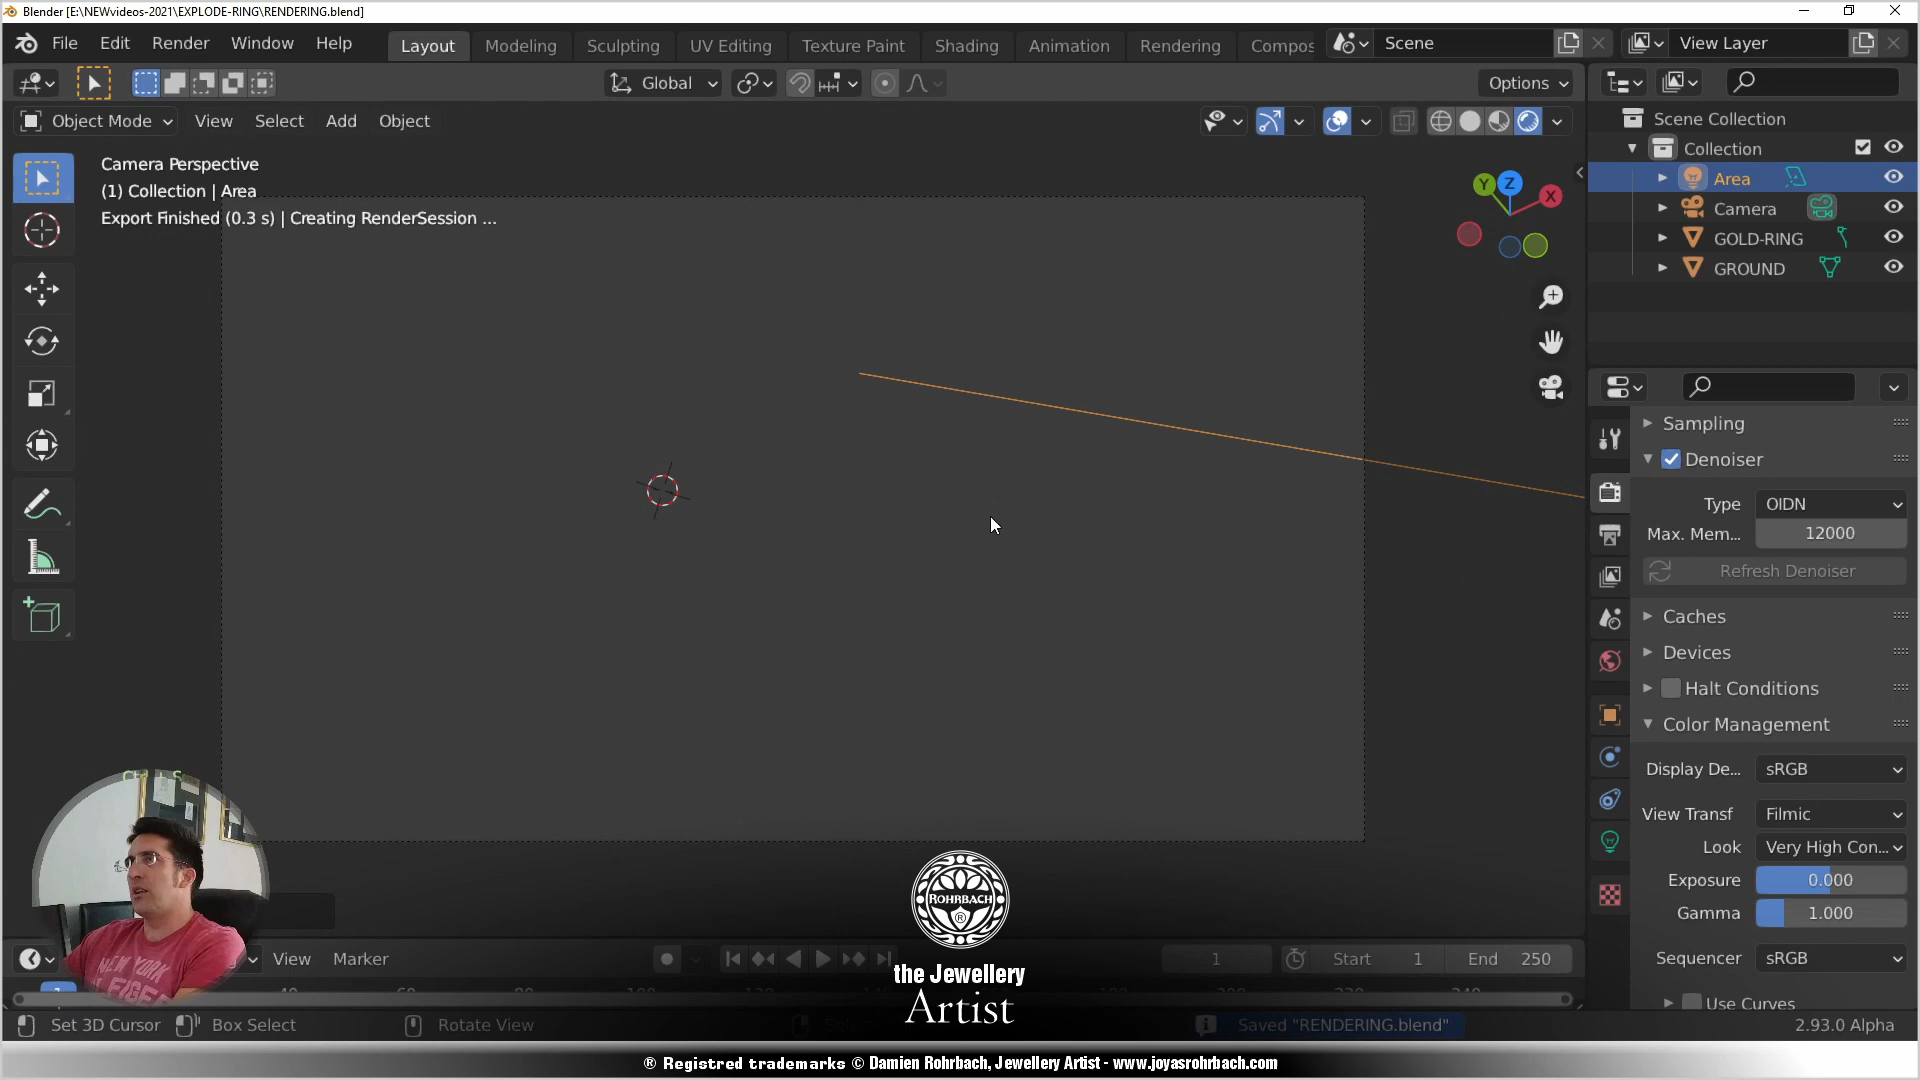 Blender [E:\NEWvideos-2021\EXPLODE-RING\RENDERING.blend]
File Edit Render Window Help
Layout Modeling Sculpting UV Editing Texture Paint Shading Animation Rendering Compos
Scene
View Layer
Global
Options
Object Mode View Select Add Object
Camera Perspective
(1) Collection | Area
Export Finished (0.3 s) | Creating RenderSession ...
Y Z X
Scene Collection
Collection
Area
Camera
GOLD-RING
GROUND
Sampling
Denoiser
Type OIDN
Max. Mem... 12000
Refresh Denoiser
Caches
Devices
Halt Conditions
Color Management
Display De... sRGB
View Transf Filmic
Look Very High Con...
Exposure 0.000
Gamma 1.000
Sequencer sRGB
Use Curves
Ctrl + S
NEW YORK
ROHRBACH
®
the Jewellery
Artist
View Marker
1 Start 1 End 250
Set 3D Cursor Box Select Rotate View
Saved "RENDERING.blend"
2.93.0 Alpha
® Registred trademarks © Damien Rohrbach, Jewellery Artist - www.joyasrohrbach.com